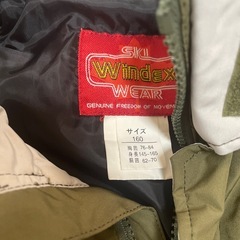 SKI
Windex
WEAR
GENUINE FREEDOM OF MOVEMENT
サイズ
160
胸囲 76-84
身長 145-165
胴囲 62-70